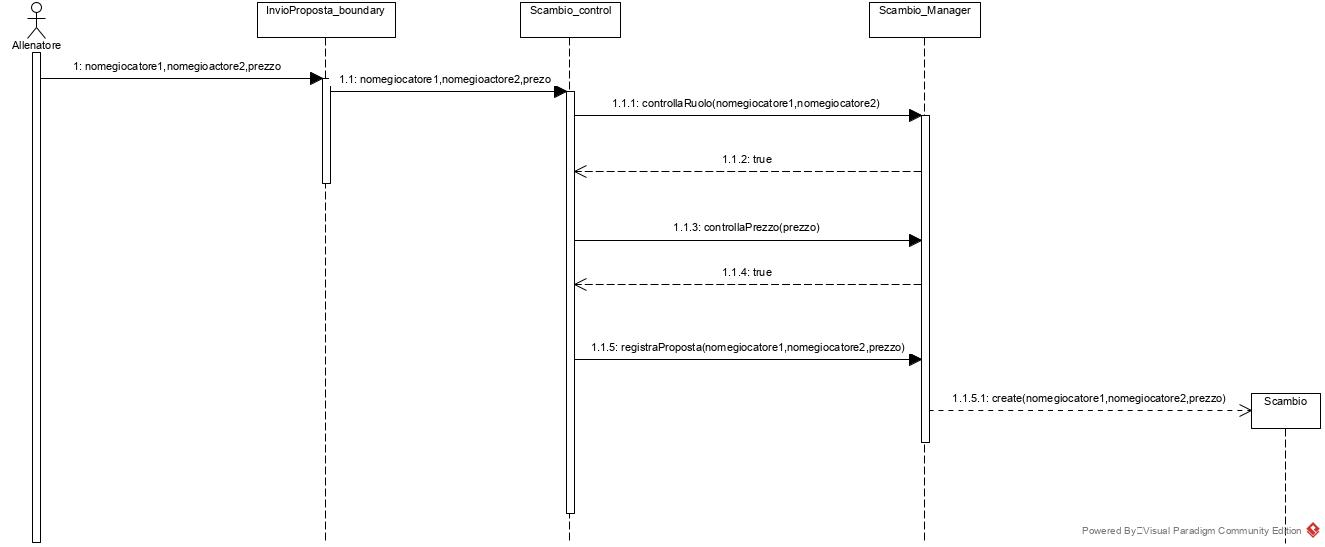 InvioProposta_boundary
Scambio_control
Scambio_Manager
Allenatore
1: nomegiocatore1,nomegioactore2,prezzo
1.1: nomegiocatore1,nomegioactore2,prezo
1.1.1: controllaRuolo(nomegiocatore1,nomegiocatore2)
1.1.2: true
1.1.3: controllaPrezzo(prezzo)
1.1.4: true
1.1.5: registraProposta(nomegiocatore1,nomegiocatore2,prezzo)
1.1.5.1: create(nomegiocatore1,nomegiocatore2,prezzo)
Scambio
Powered By Visual Paradigm Community Edition